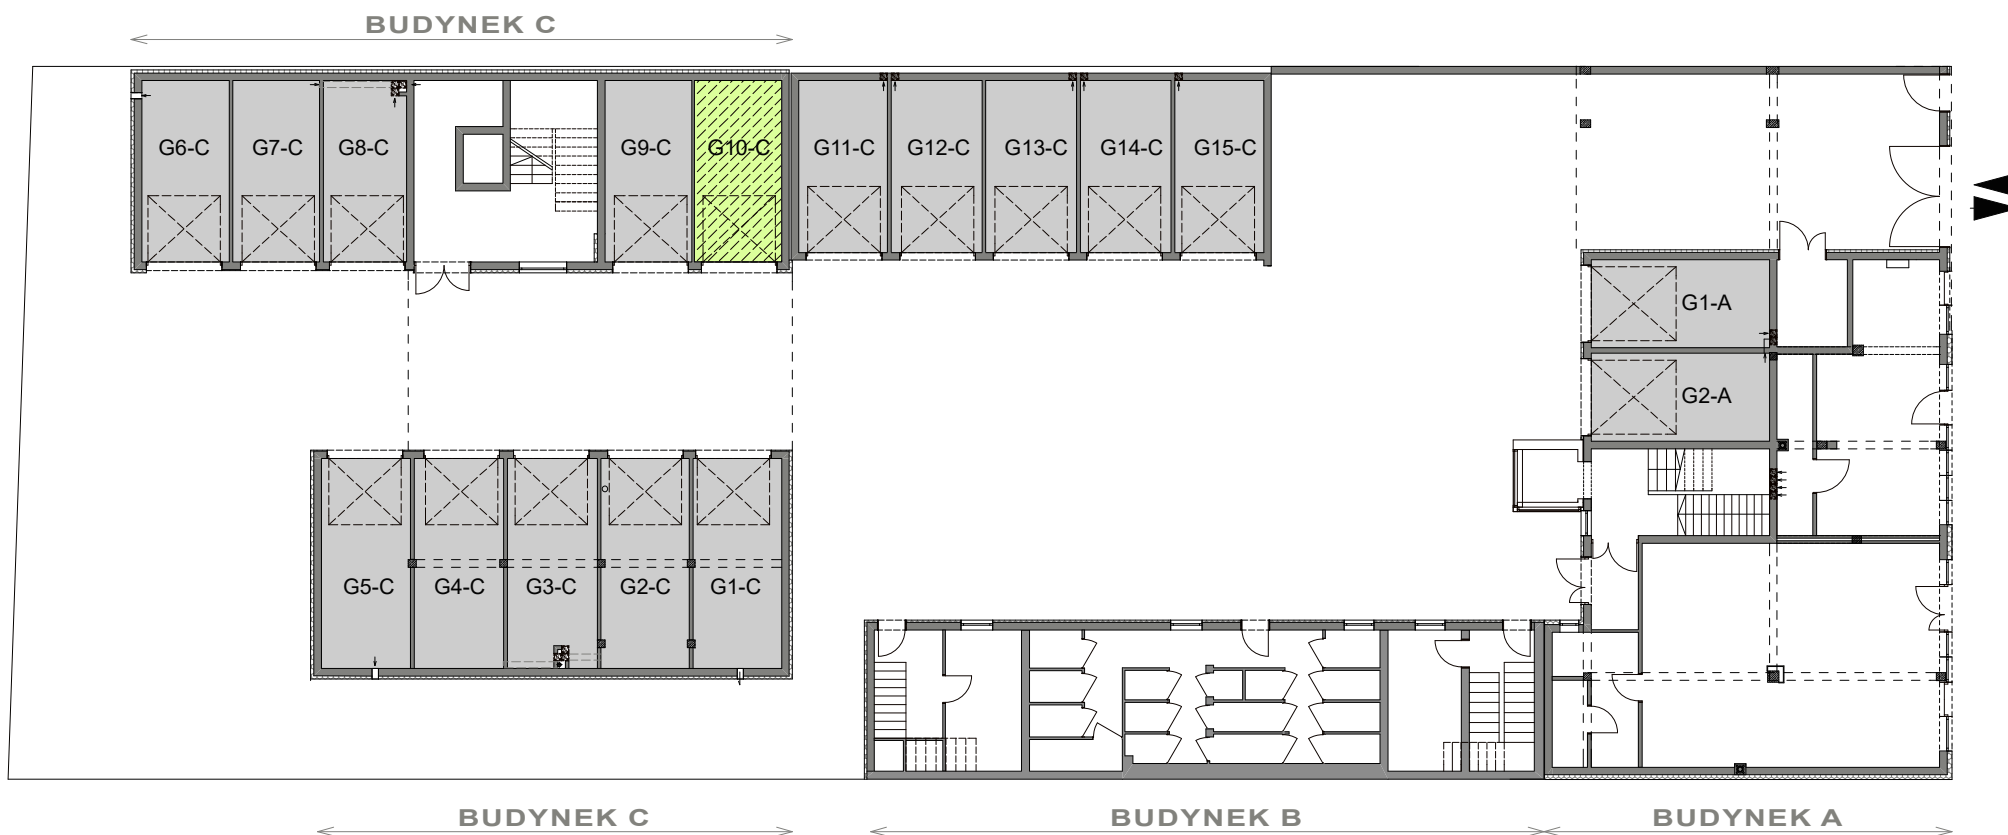 BUDYNEK C
G6-C G7-C G8-C G9-C G10-C G11-C G12-C G13-C G14-C G15-C
G1-A
G2-A
G5-C G4-C G3-C G2-C G1-C
BUDYNEK C BUDYNEK B BUDYNEK A